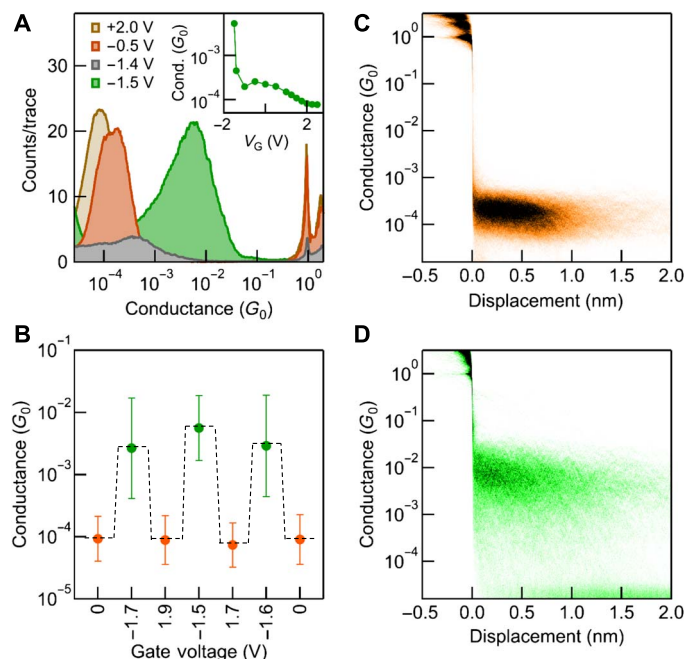 A
+2.0 V
−0.5 V
−1.4 V
−1.5 V
Counts/trace
30
20
10
0
10⁻⁴
10⁻³
10⁻²
10⁻¹
10⁰
Conductance (G₀)
Cond. (G₀)
10⁻³
10⁻⁴
−2
0
2
V_G (V)
C
Conductance (G₀)
10⁰
10⁻¹
10⁻²
10⁻³
10⁻⁴
−0.5
0.0
0.5
1.0
1.5
2.0
Displacement (nm)
B
Conductance (G₀)
10⁻¹
10⁻²
10⁻³
10⁻⁴
10⁻⁵
0
−1.7
1.9
−1.5
1.7
−1.6
0
Gate voltage (V)
D
Conductance (G₀)
10⁰
10⁻¹
10⁻²
10⁻³
10⁻⁴
−0.5
0.0
0.5
1.0
1.5
2.0
Displacement (nm)